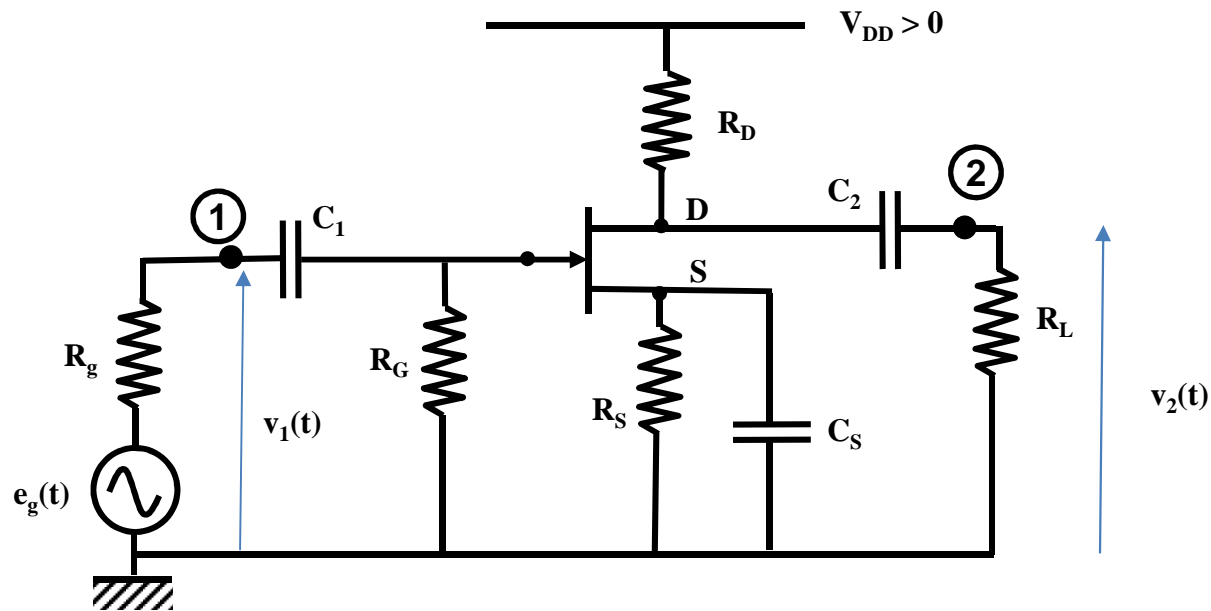 V_DD > 0
R_D
1
C_1
D
C_2
2
S
R_g
R_G
R_S
C_S
R_L
v_1(t)
v_2(t)
e_g(t)